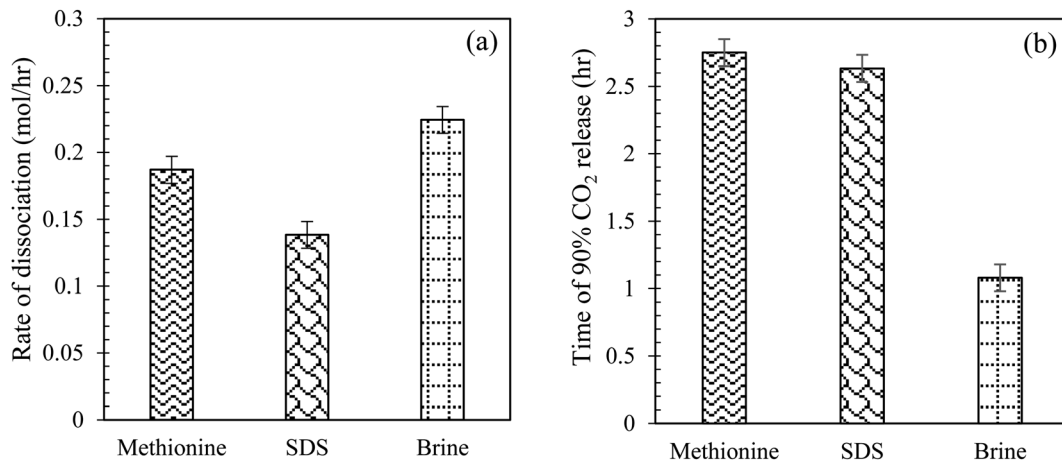 (a)
Rate of dissociation (mol/hr)
0.3
0.25
0.2
0.15
0.1
0.05
0
Methionine SDS Brine
(b)
Time of 90% CO₂ release (hr)
3
2.5
2
1.5
1
0.5
0
Methionine SDS Brine